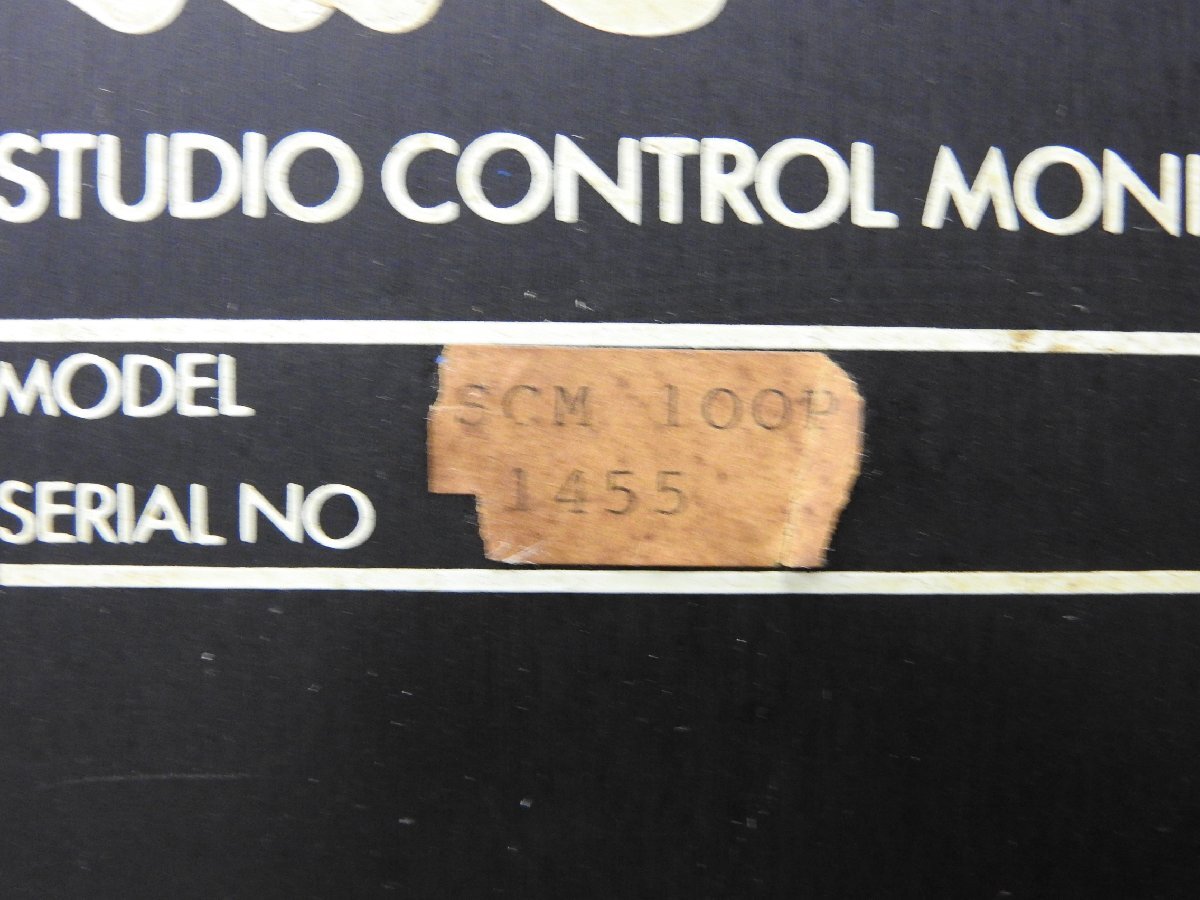 STUDIO CONTROL MONI
MODEL SCM 100P
SERIAL NO 1455